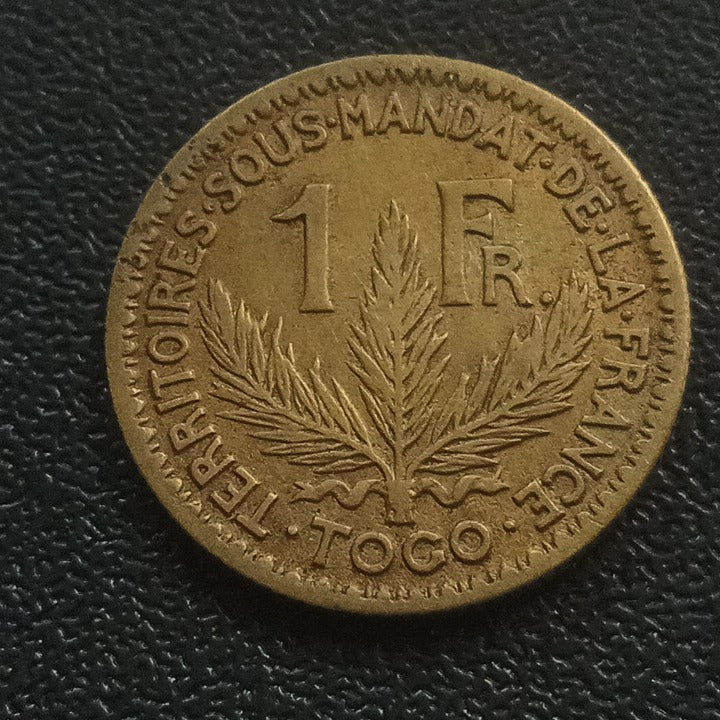 TERRITOIRES·SOUS·MANDAT·DE·LA·FRANCE
1 FR.
·TOGO·